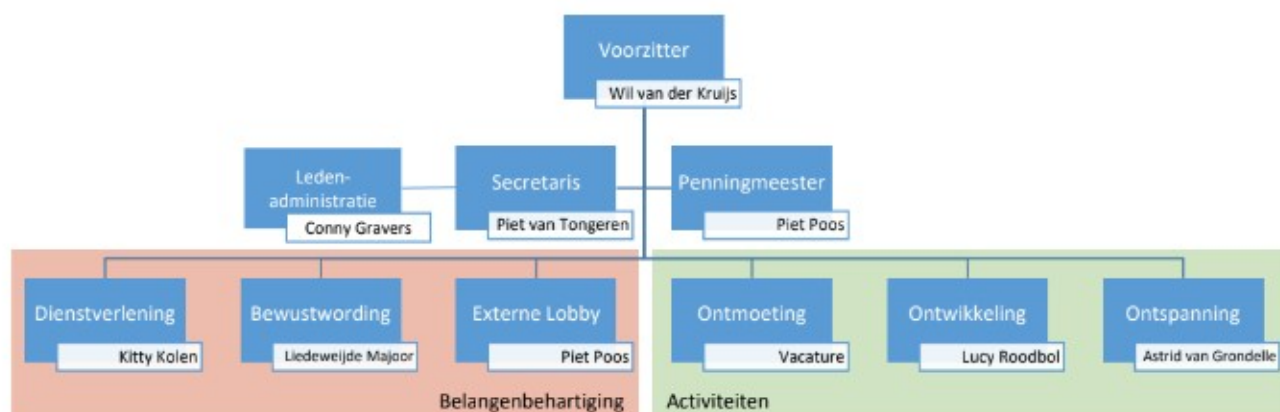 Voorzitter
Wil van der Kruijs
Leden-
administratie
Conny Gravers
Secretaris
Piet van Tongeren
Penningmeester
Piet Poos
Dienstverlening
Kitty Kolen
Bewustwording
Liedeweijde Majoor
Externe Lobby
Piet Poos
Ontmoeting
Vacature
Ontwikkeling
Lucy Roodbol
Ontspanning
Astrid van Grondelle
Belangenbehartiging
Activiteiten